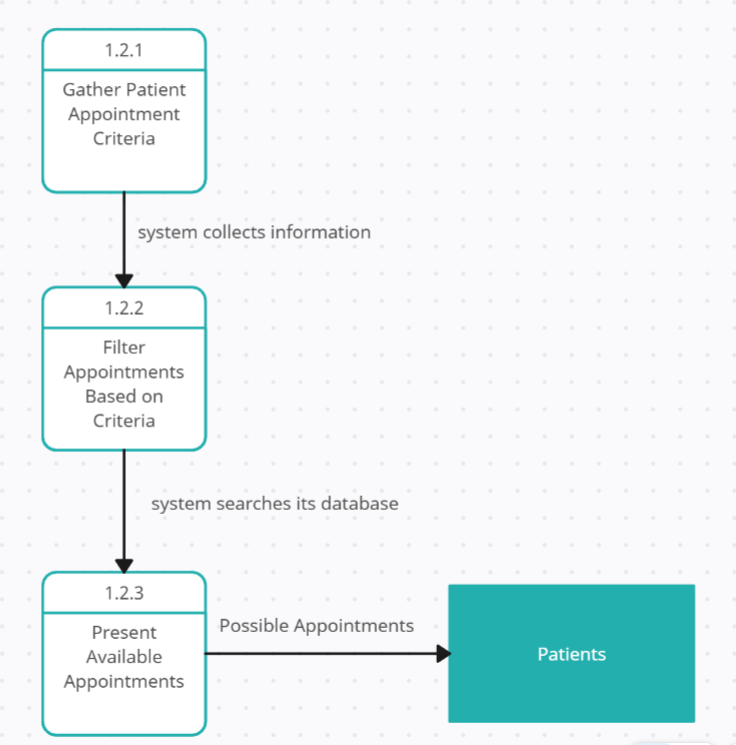 1.2.1
Gather Patient
Appointment
Criteria
system collects information
1.2.2
Filter
Appointments
Based on
Criteria
system searches its database
1.2.3
Present
Available
Appointments
Possible Appointments
Patients